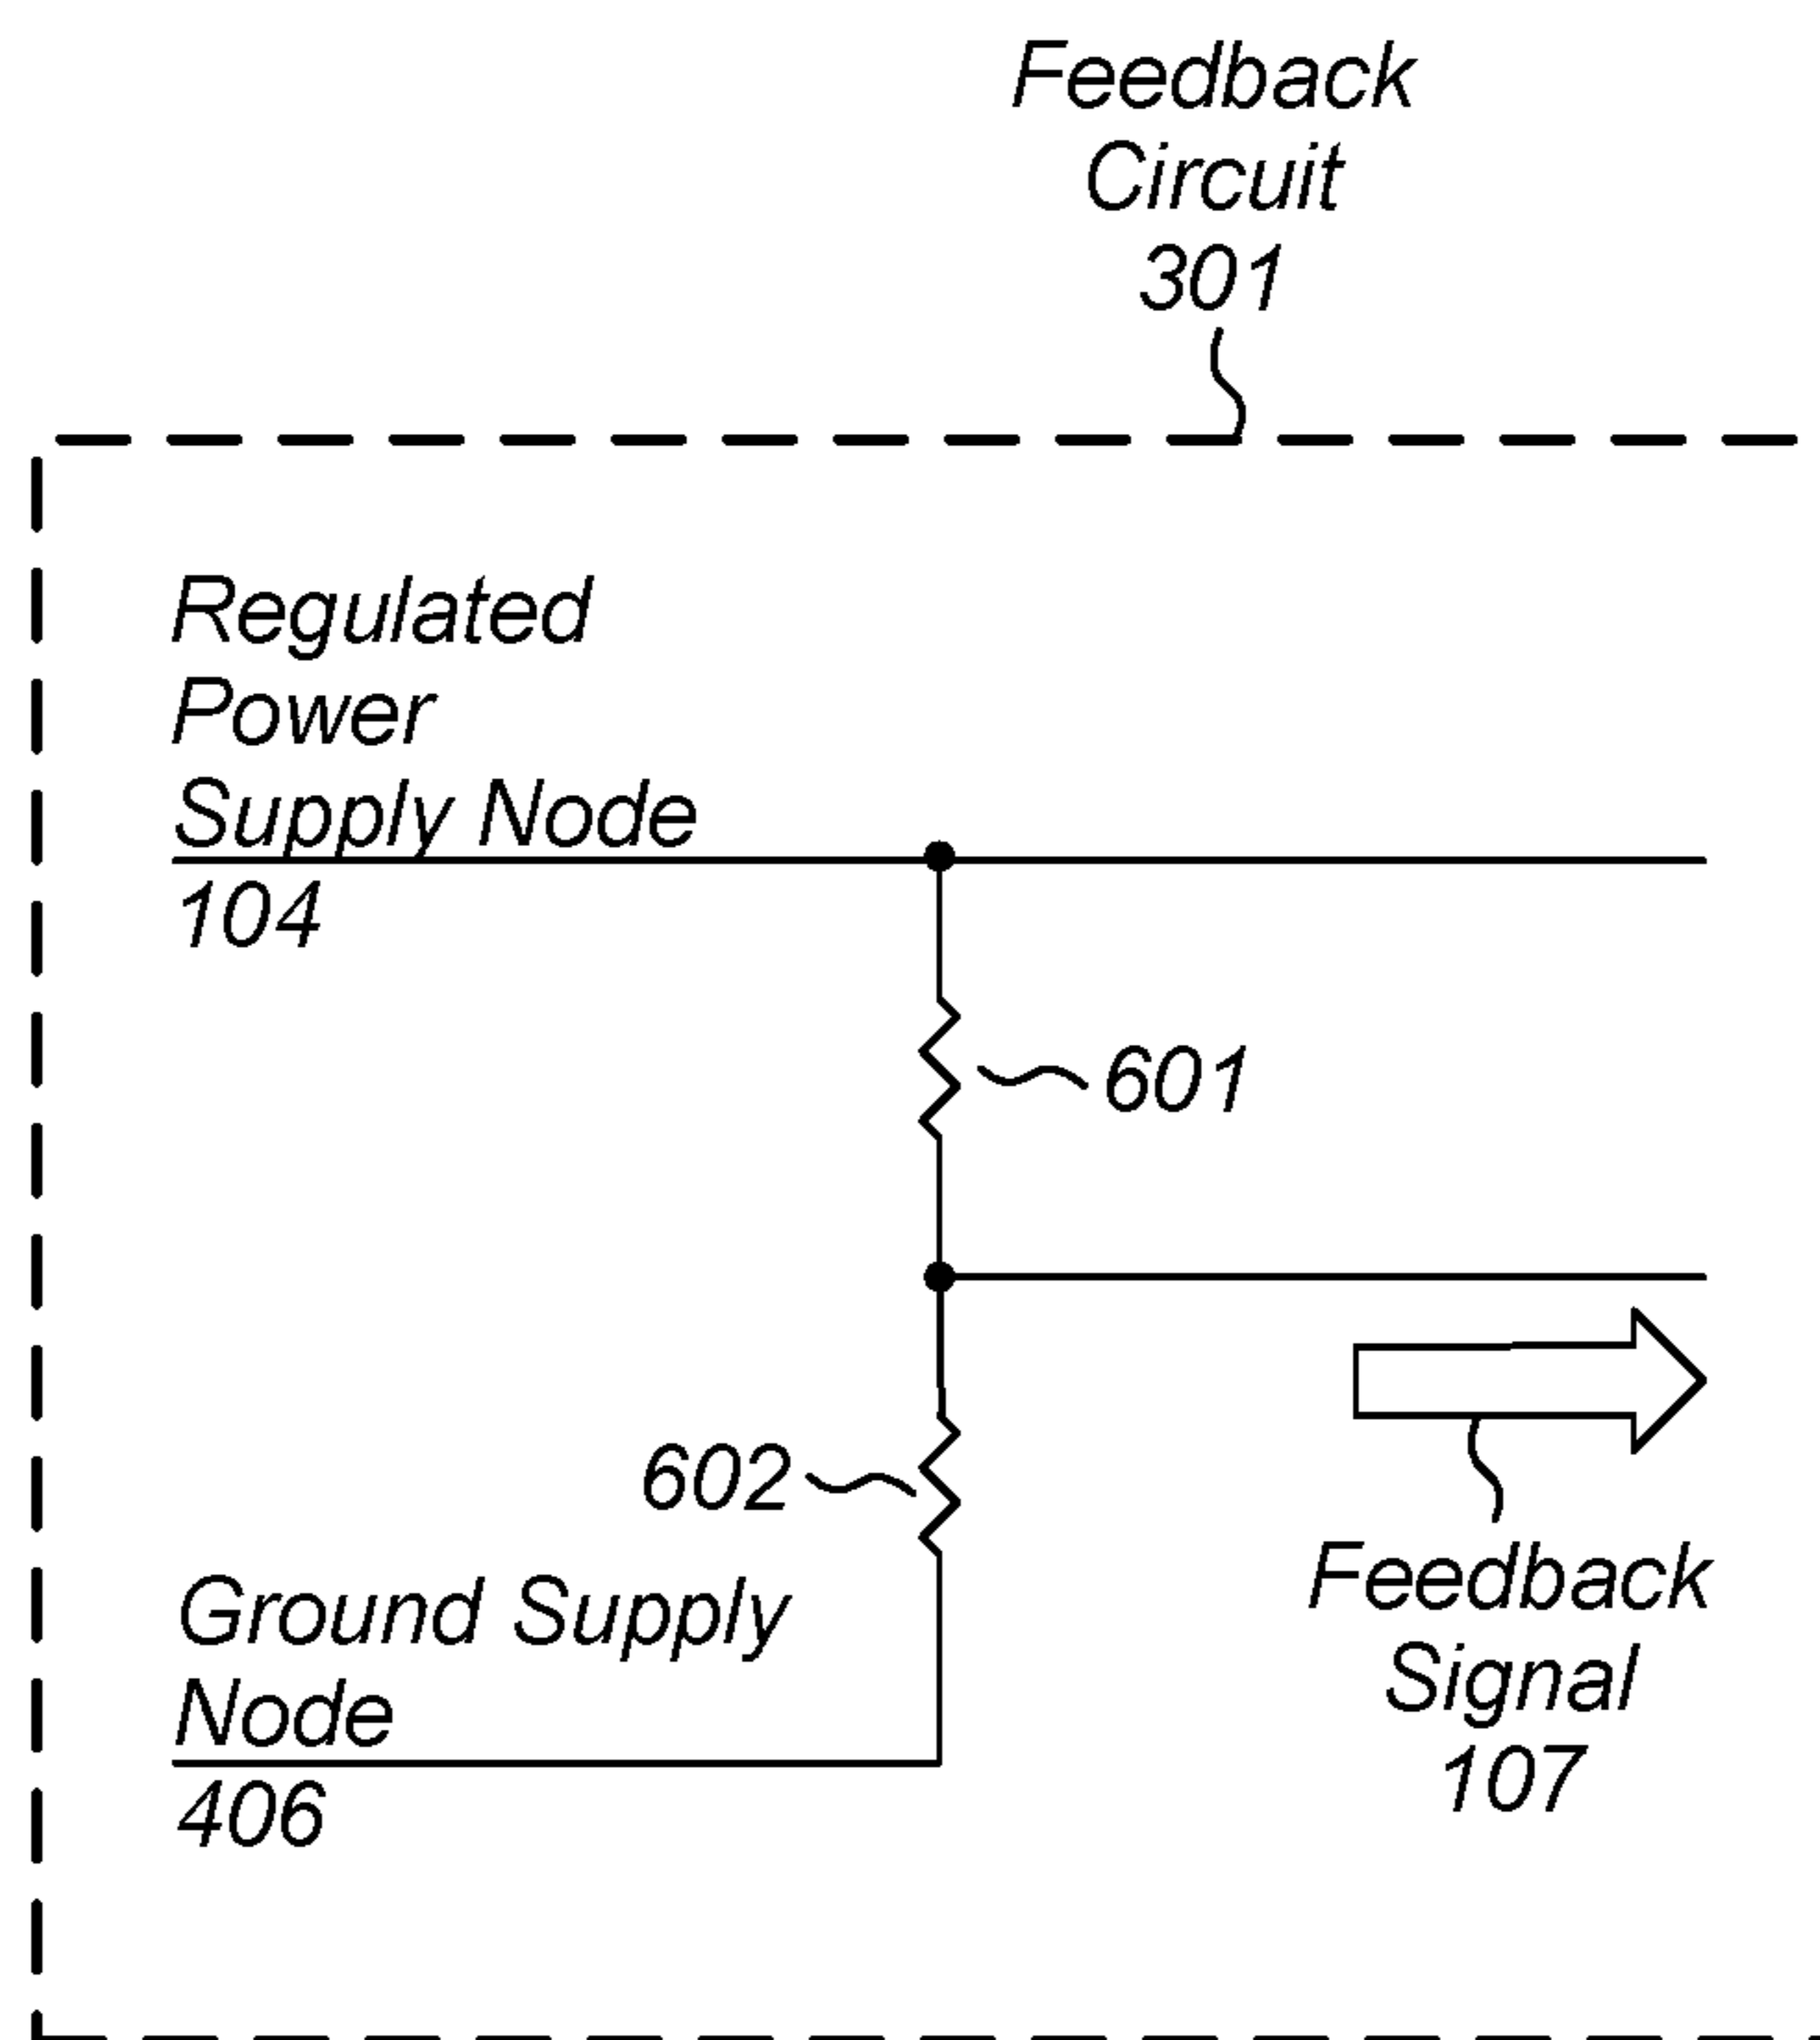 Feedback
Circuit
301
Regulated
Power
Supply Node
104
601
602
Ground Supply
Node
406
Feedback
Signal
107